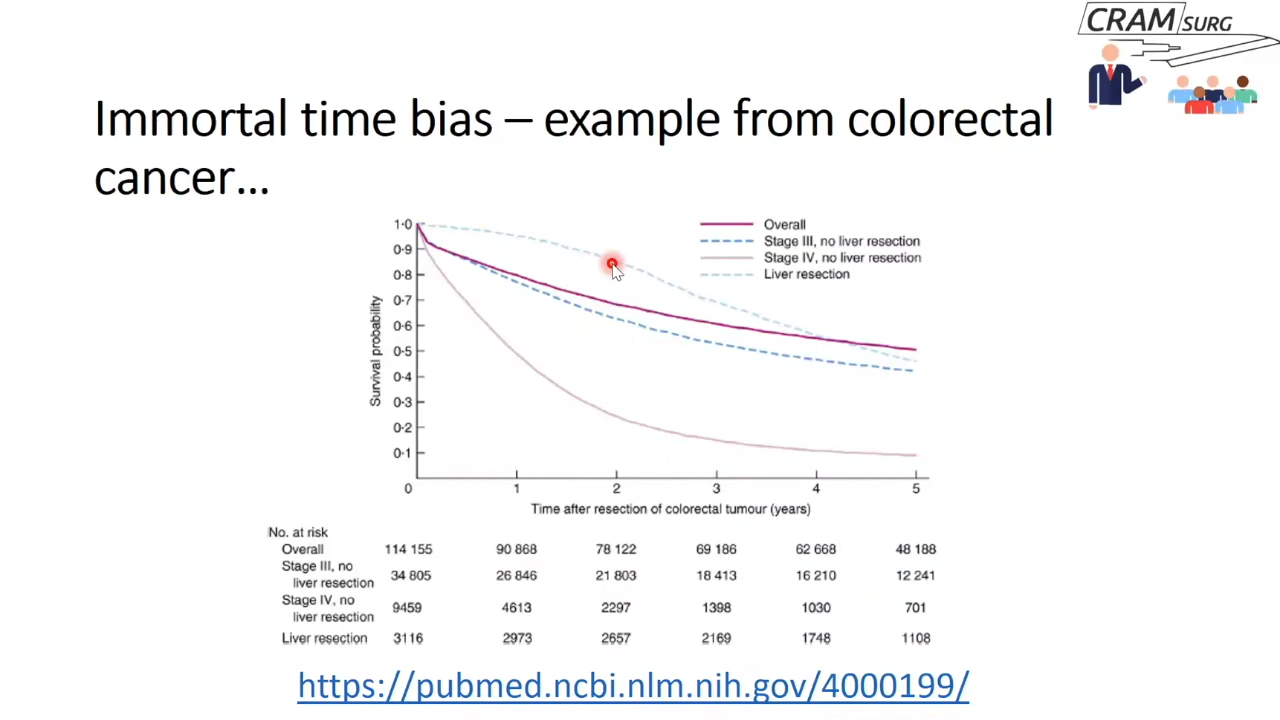 CRAM SURG
Immortal time bias – example from colorectal
cancer...
1·0
0·9
0·8
0·7
0·6
0·5
0·4
0·3
0·2
0·1
Survival probability
Overall
Stage III, no liver resection
Stage IV, no liver resection
Liver resection
0 1 2 3 4 5
Time after resection of colorectal tumour (years)
No. at risk
Overall 114 155 90 868 78 122 69 186 62 668 48 188
Stage III, no
liver resection 34 805 26 846 21 803 18 413 16 210 12 241
Stage IV, no
liver resection 9459 4613 2297 1398 1030 701
Liver resection 3116 2973 2657 2169 1748 1108
https://pubmed.ncbi.nlm.nih.gov/4000199/